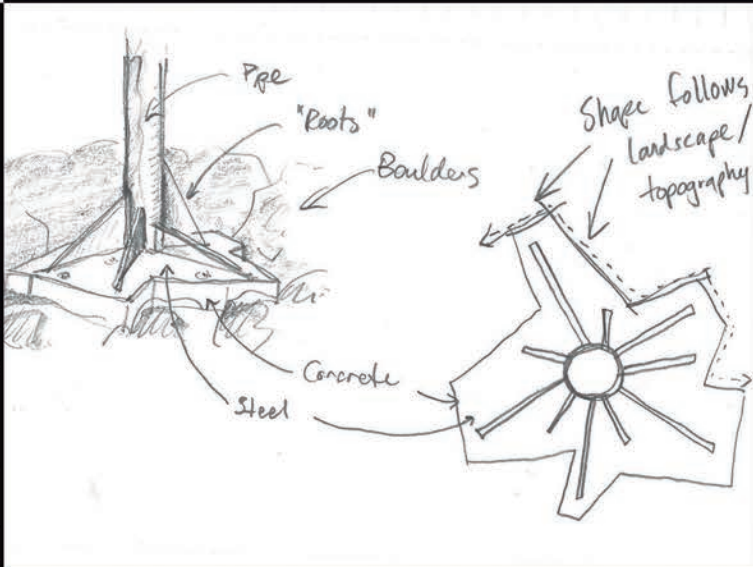 Pipe
"Roots"
Boulders
Shape follows
landscape/
topography
Concrete
Steel